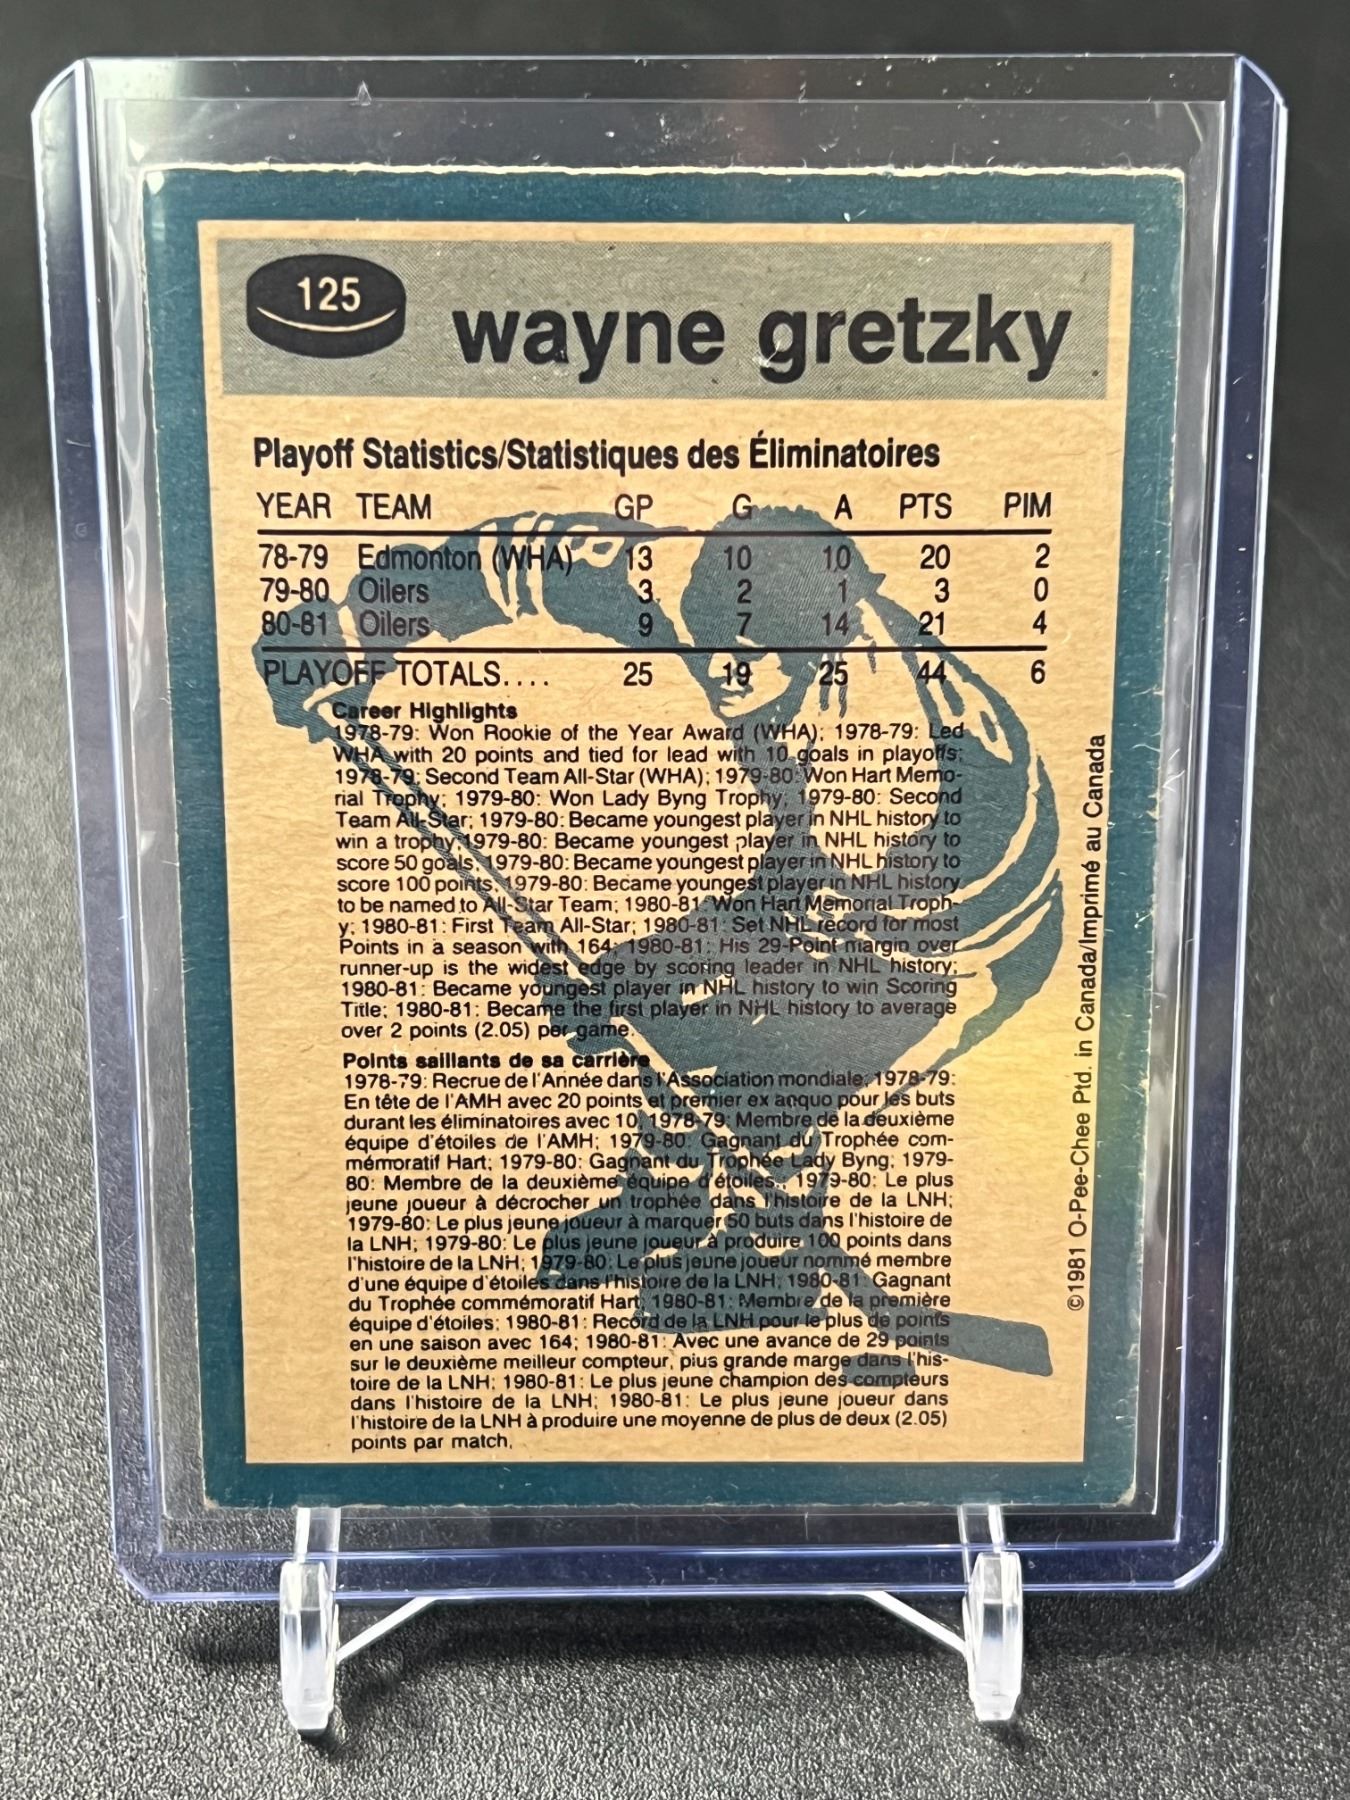 125
wayne gretzky
Playoff Statistics/Statistiques des Éliminatoires
YEAR TEAM GP G A PTS PIM
78-79 Edmonton (WHA) 13 10 10 20 2
79-80 Oilers 3 2 1 3 0
80-81 Oilers 9 7 14 21 4
PLAYOFF TOTALS.... 25 19 25 44 6
Career Highlights
1978-79: Won Rookie of the Year Award (WHA); 1978-79: Led
WHA with 20 points and tied for lead with 10 goals in playoffs;
1978-79: Second Team All-Star (WHA); 1979-80: Won Hart Memo-
rial Trophy; 1979-80: Won Lady Byng Trophy; 1979-80: Second
Team All-Star; 1979-80: Became youngest player in NHL history to
win a trophy; 1979-80: Became youngest player in NHL history to
score 50 goals; 1979-80: Became youngest player in NHL history to
score 100 points; 1979-80: Became youngest player in NHL history
to be named to All-Star Team; 1980-81: Won Hart Memorial Troph-
y; 1980-81: First Team All-Star; 1980-81: Set NHL record for most
Points in a season with 164; 1980-81: His 29-Point margin over
runner-up is the widest edge by scoring leader in NHL history;
1980-81: Became youngest player in NHL history to win Scoring
Title; 1980-81: Became the first player in NHL history to average
over 2 points (2.05) per game.
Points saillants de sa carrière
1978-79: Recrue de l'Année dans l'Association mondiale; 1978-79:
En tête de l'AMH avec 20 points et premier ex aequo pour les buts
durant les éliminatoires avec 10; 1978-79: Membre de la deuxième
équipe d'étoiles de l'AMH; 1979-80: Gagnant du Trophée com-
mémoratif Hart; 1979-80: Gagnant du Trophée Lady Byng; 1979-
80: Membre de la deuxième équipe d'étoiles.; 1979-80: Le plus
jeune joueur à décrocher un trophée dans l'histoire de la LNH;
1979-80: Le plus jeune joueur à marquer 50 buts dans l'histoire de
la LNH; 1979-80: Le plus jeune joueur à produire 100 points dans
l'histoire de la LNH; 1979-80: Le plus jeune joueur nommé membre
d'une équipe d'étoiles dans l'histoire de la LNH; 1980-81: Gagnant
du Trophée commémoratif Hart; 1980-81: Membre de la première
équipe d'étoiles; 1980-81: Record de la LNH pour le plus de points
en une saison avec 164; 1980-81: Avec une avance de 29 points
sur le deuxième meilleur compteur, plus grande marge dans l'his-
toire de la LNH; 1980-81: Le plus jeune champion des compteurs
dans l'histoire de la LNH; 1980-81: Le plus jeune joueur dans
l'histoire de la LNH à produire une moyenne de plus de deux (2.05)
points par match.
©1981 O-Pee-Chee Ptd. in Canada/Imprimé au Canada